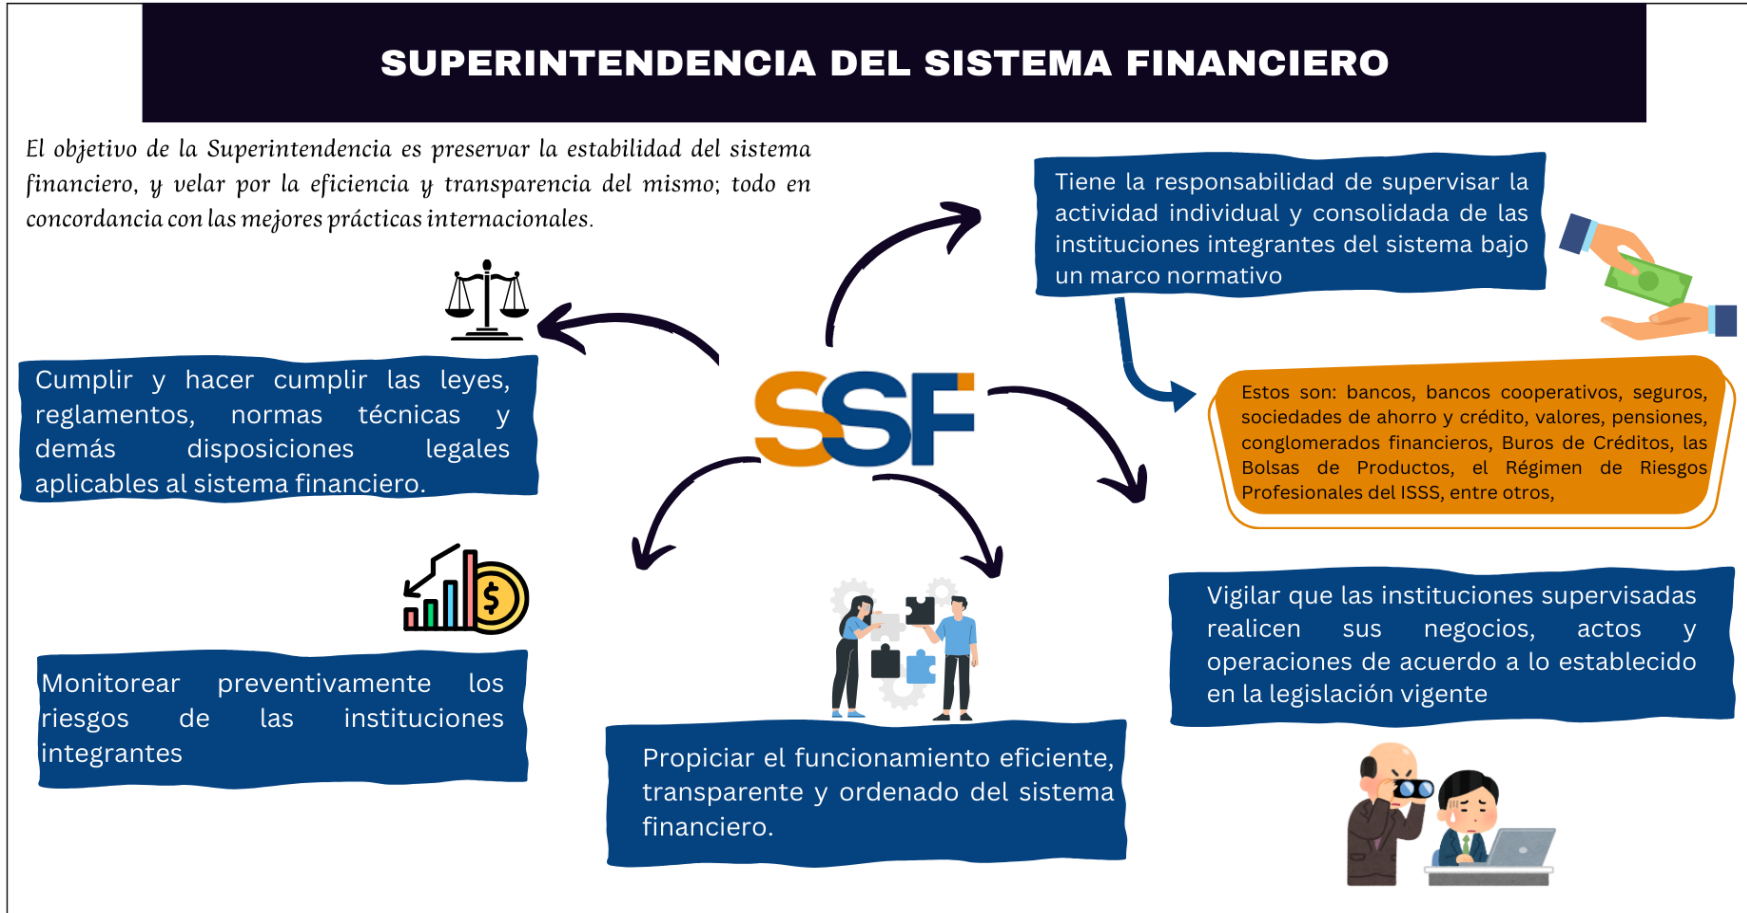 SUPERINTENDENCIA DEL SISTEMA FINANCIERO
El objetivo de la Superintendencia es preservar la estabilidad del sistema
financiero, y velar por la eficiencia y transparencia del mismo; todo en
concordancia con las mejores prácticas internacionales.
Tiene la responsabilidad de supervisar la
actividad individual y consolidada de las
instituciones integrantes del sistema bajo
un marco normativo
Cumplir y hacer cumplir las leyes,
reglamentos, normas técnicas y
demás disposiciones legales
aplicables al sistema financiero.
SSF
Estos son: bancos, bancos cooperativos, seguros,
sociedades de ahorro y crédito, valores, pensiones,
conglomerados financieros, Buros de Créditos, las
Bolsas de Productos, el Régimen de Riesgos
Profesionales del ISSS, entre otros,
$
Monitorear preventivamente los
riesgos de las instituciones
integrantes
Propiciar el funcionamiento eficiente,
transparente y ordenado del sistema
financiero.
Vigilar que las instituciones supervisadas
realicen sus negocios, actos y
operaciones de acuerdo a lo establecido
en la legislación vigente